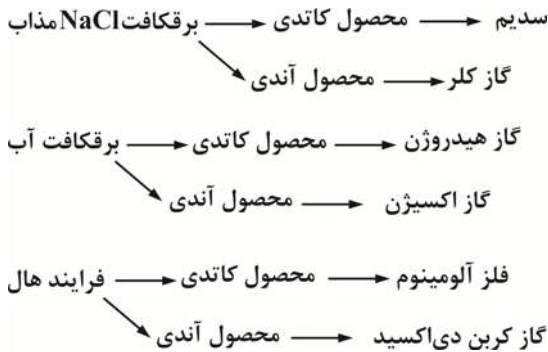 برقکافت NaCl مذاب → محصول کاتدی → سدیم
محصول آندی → گاز کلر
برقکافت آب → محصول کاتدی → گاز هیدروژن
محصول آندی → گاز اکسیژن
فرایند هال → محصول کاتدی → فلز آلومینوم
محصول آندی → گاز کربن دی‌اکسید